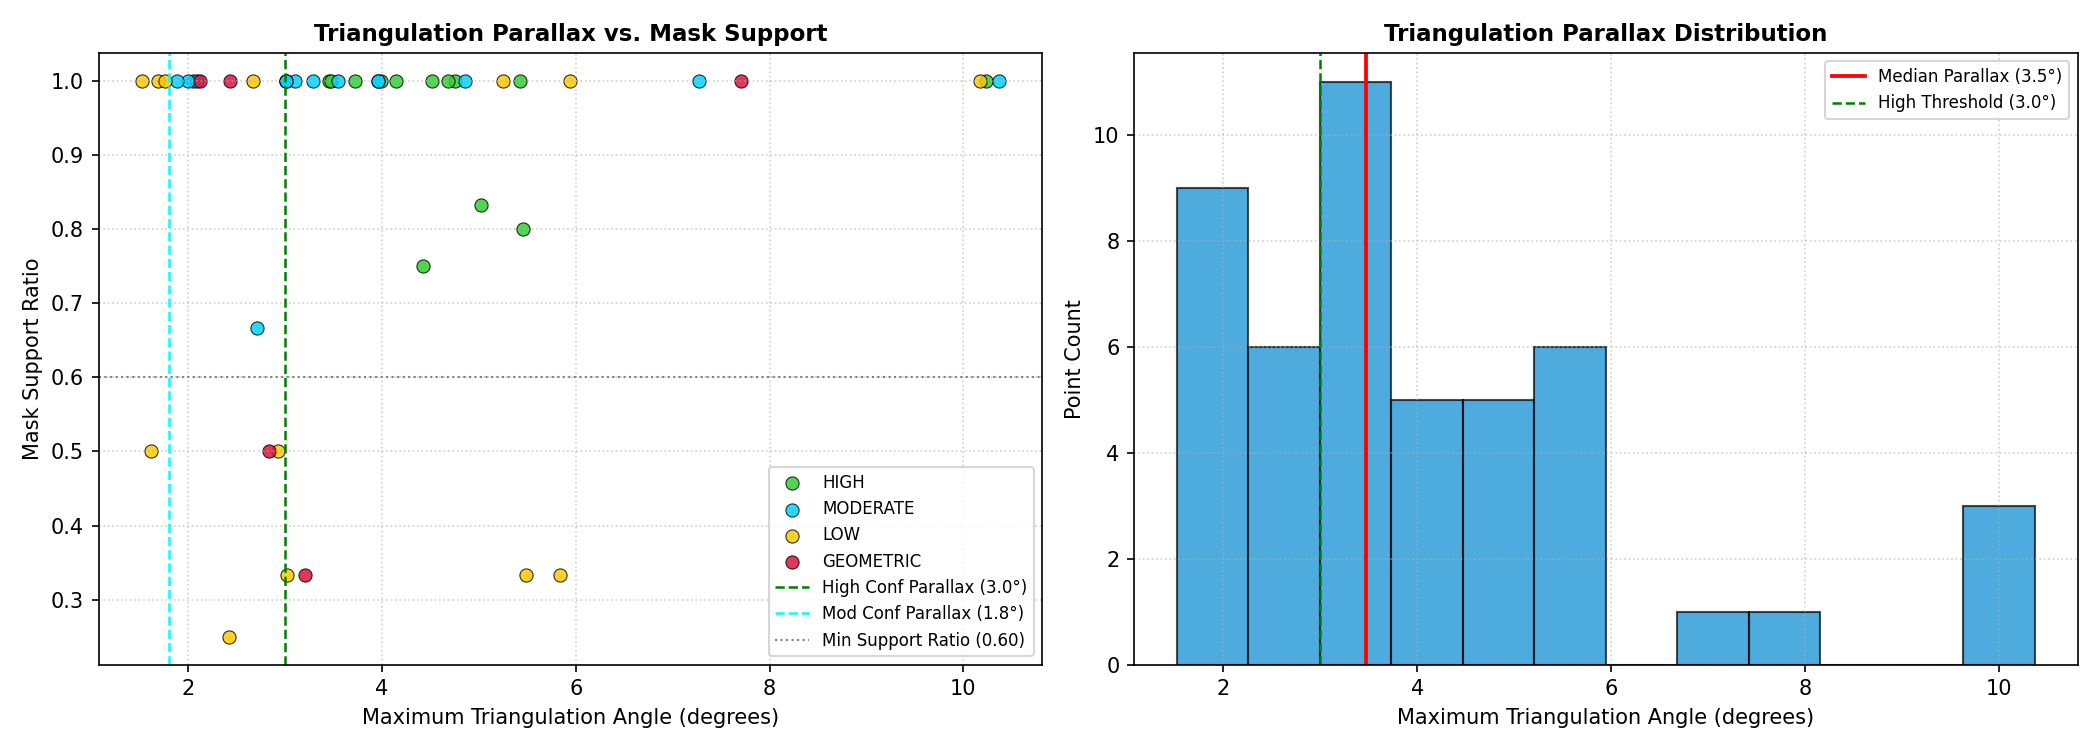 Triangulation Parallax vs. Mask Support
Mask Support Ratio
1.0
0.9
0.8
0.7
0.6
0.5
0.4
0.3
HIGH
MODERATE
LOW
GEOMETRIC
High Conf Parallax (3.0°)
Mod Conf Parallax (1.8°)
Min Support Ratio (0.60)
2 4 6 8 10
Maximum Triangulation Angle (degrees)
Triangulation Parallax Distribution
Median Parallax (3.5°)
High Threshold (3.0°)
Point Count
10
8
6
4
2
0
2 4 6 8 10
Maximum Triangulation Angle (degrees)